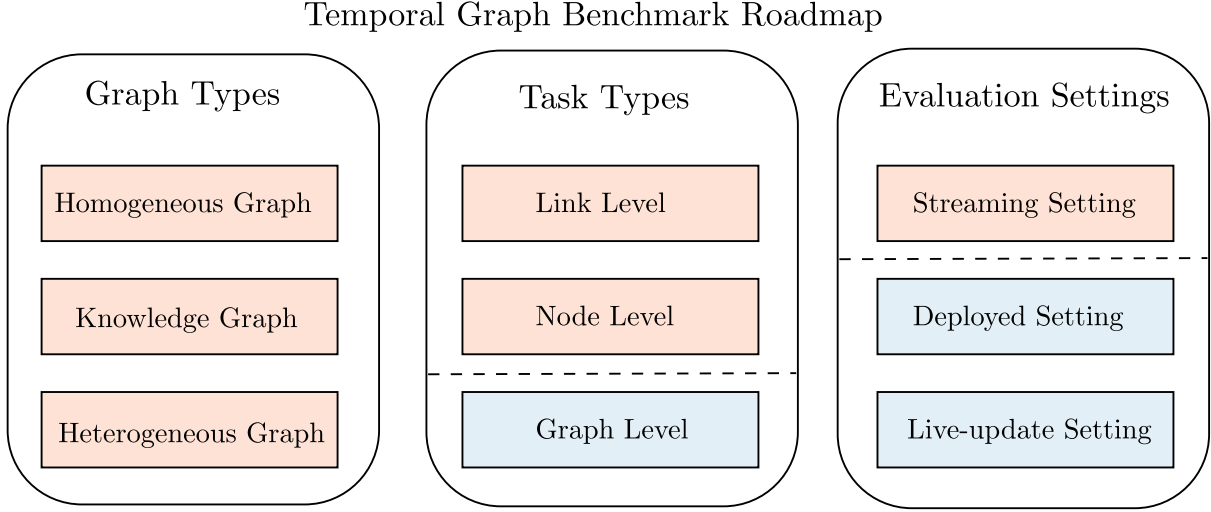 Temporal Graph Benchmark Roadmap
Graph Types
Homogeneous Graph
Knowledge Graph
Heterogeneous Graph
Task Types
Link Level
Node Level
Graph Level
Evaluation Settings
Streaming Setting
Deployed Setting
Live-update Setting